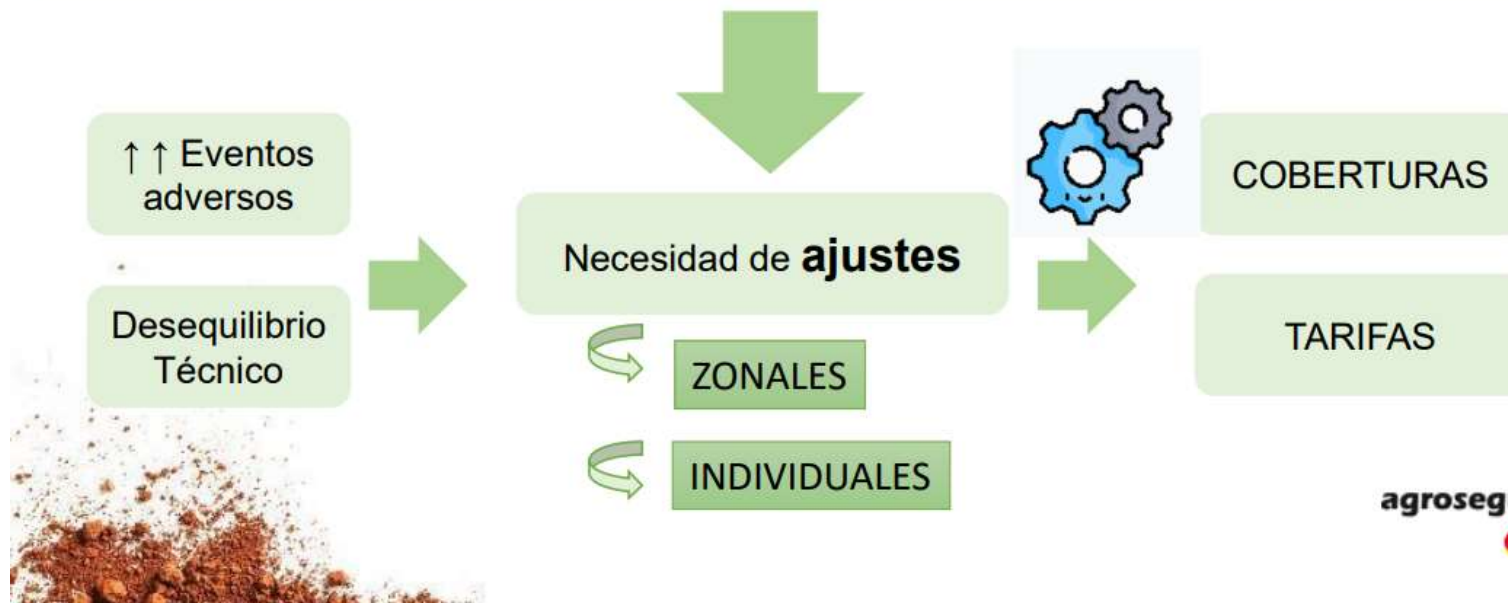 ↑ ↑ Eventos
adversos
Desequilibrio
Técnico
Necesidad de ajustes
ZONALES
INDIVIDUALES
COBERTURAS
TARIFAS
agroseg